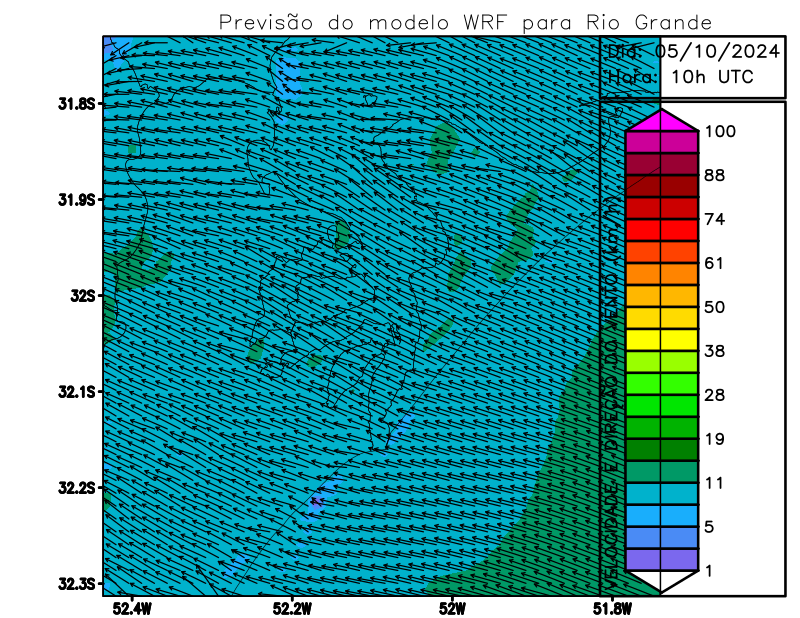 Previsão do modelo WRF para Rio Grande
Dia: 05/10/2024
Hora: 10h UTC
31.8S
31.9S
32S
32.1S
32.2S
32.3S
52.4W
52.2W
52W
51.8W
VELOCIDADE E DIREÇÃO DO VENTO (km/h)
100
88
74
61
50
38
28
19
11
5
1